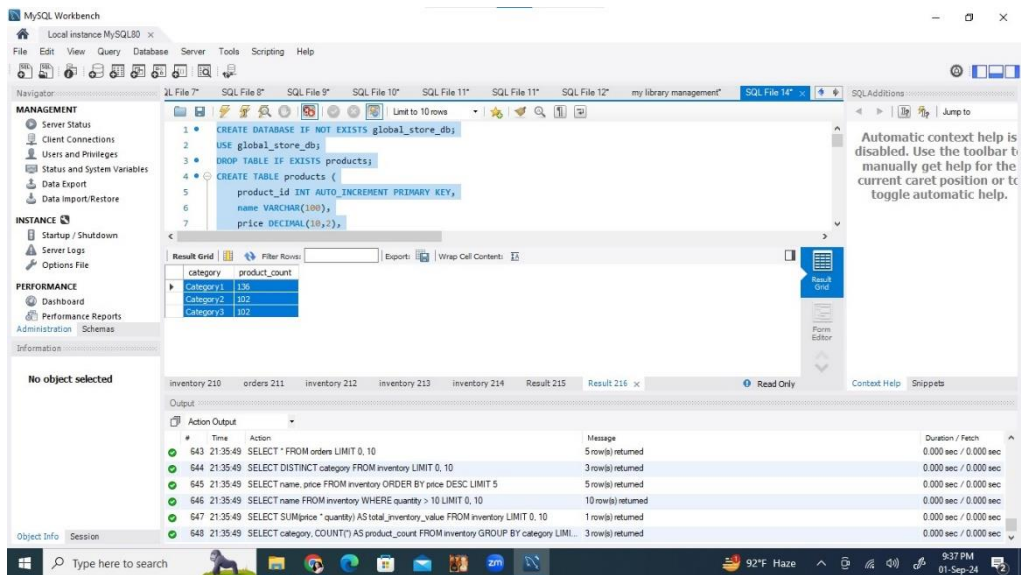 MySQL Workbench
Local instance MySQL80
File Edit View Query Database Server Tools Scripting Help
Navigator
QL File 7* SQL File 8* SQL File 9* SQL File 10* SQL File 11* SQL File 11* SQL File 12* my library management* SQL File 14*
SQLAdditions
MANAGEMENT
Server Status
Client Connections
Users and Privileges
Status and System Variables
Data Export
Data Import/Restore
INSTANCE
Startup / Shutdown
Server Logs
Options File
PERFORMANCE
Dashboard
Performance Reports
Administration Schemas
Information
No object selected
Object Info Session
Limit to 10 rows
1 CREATE DATABASE IF NOT EXISTS global_store_db;
2 USE global_store_db;
3 DROP TABLE IF EXISTS products;
4 CREATE TABLE products (
5 product_id INT AUTO_INCREMENT PRIMARY KEY,
6 name VARCHAR(100),
7 price DECIMAL(10,2),
Result Grid Filter Rows: Export: Wrap Cell Content:
category product_count
Category1 136
Category2 102
Category3 102
Result Grid
Form Editor
inventory 210 orders 211 inventory 212 inventory 213 inventory 214 Result 215 Result 216 Read Only
Jump to
Automatic context help is
disabled. Use the toolbar to
manually get help for the
current caret position or to
toggle automatic help.
Context Help Snippets
Output
Action Output
# Time Action Message Duration / Fetch
643 21:35:49 SELECT * FROM orders LIMIT 0, 10 5 row(s) returned 0.000 sec / 0.000 sec
644 21:35:49 SELECT DISTINCT category FROM inventory LIMIT 0, 10 3 row(s) returned 0.000 sec / 0.000 sec
645 21:35:49 SELECT name, price FROM inventory ORDER BY price DESC LIMIT 5 5 row(s) returned 0.000 sec / 0.000 sec
646 21:35:49 SELECT name FROM inventory WHERE quantity > 10 LIMIT 0, 10 10 row(s) returned 0.000 sec / 0.000 sec
647 21:35:49 SELECT SUM(price * quantity) AS total_inventory_value FROM inventory LIMIT 0, 10 1 row(s) returned 0.000 sec / 0.000 sec
648 21:35:49 SELECT category, COUNT(*) AS product_count FROM inventory GROUP BY category LIMI... 3 row(s) returned 0.000 sec / 0.000 sec
Type here to search
zm
92°F Haze
9:37 PM
01-Sep-24
2